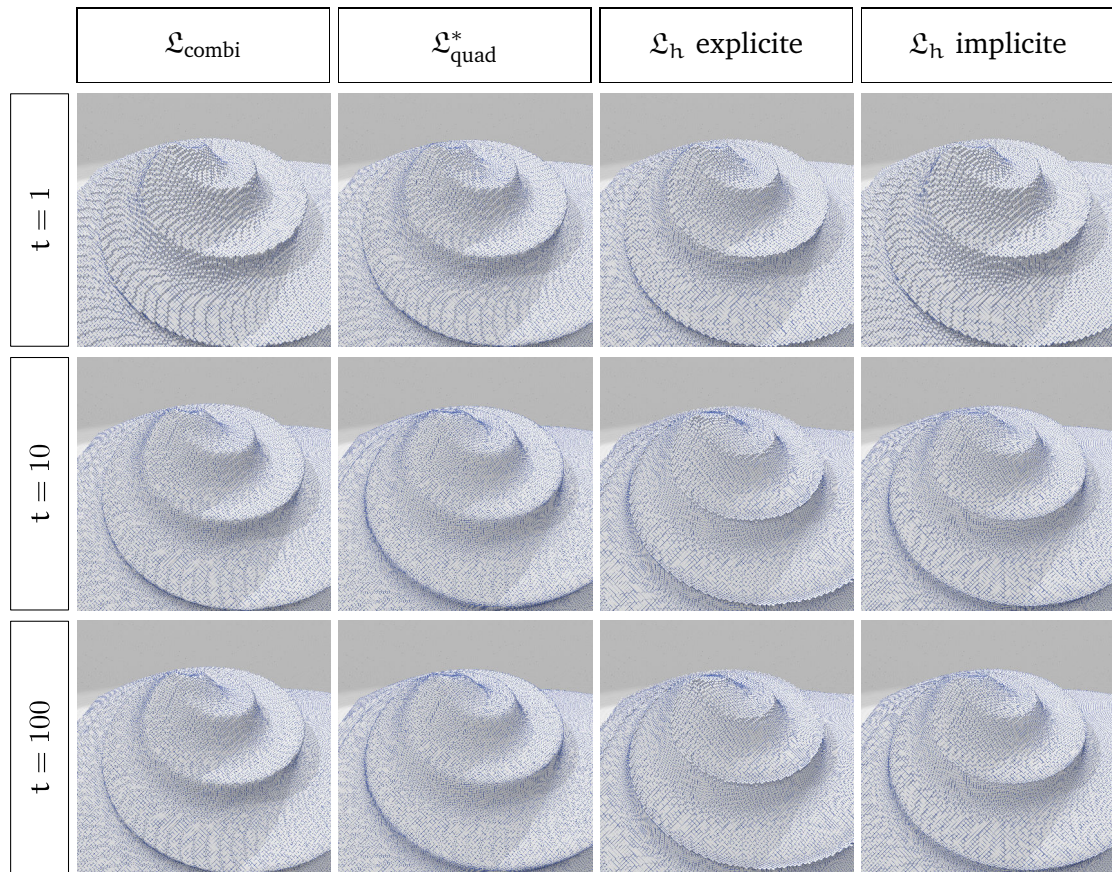 𝔏combi
𝔏*quad
𝔏h explicite
𝔏h implicite
t = 1
t = 10
t = 100